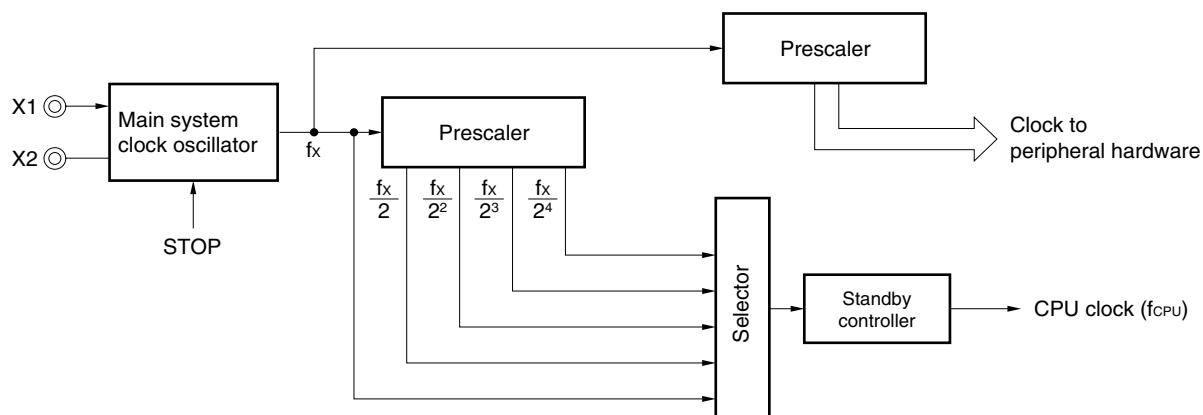 Prescaler
X1
X2
Main system
clock oscillator
fX
Prescaler
Clock to
peripheral hardware
fX/2
fX/2²
fX/2³
fX/2⁴
STOP
Selector
Standby
controller
CPU clock (fCPU)